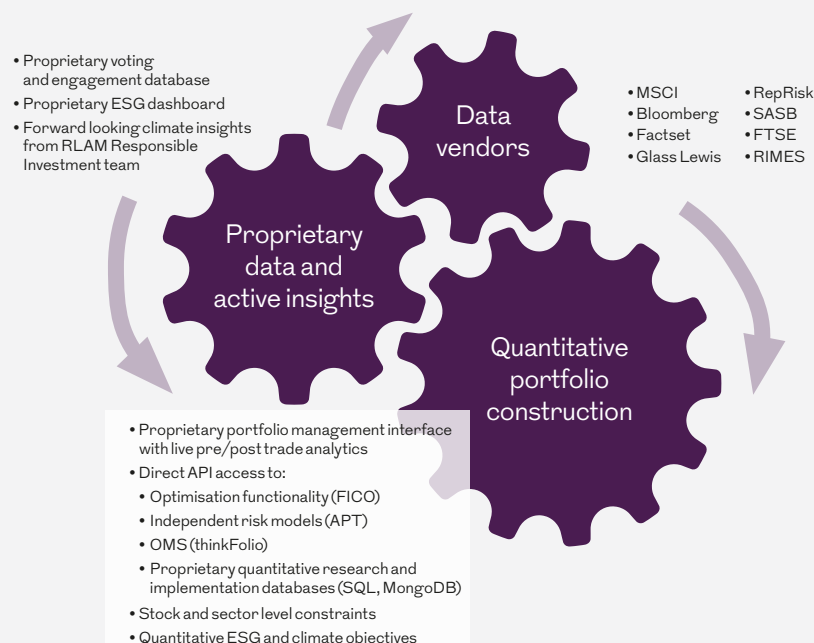 • Proprietary voting
and engagement database
• Proprietary ESG dashboard
• Forward looking climate insights
from RLAM Responsible
Investment team
Data
vendors
• MSCI
• Bloomberg
• Factset
• Glass Lewis
• RepRisk
• SASB
• FTSE
• RIMES
Proprietary
data and
active insights
Quantitative
portfolio
construction
• Proprietary portfolio management interface
with live pre/post trade analytics
• Direct API access to:
• Optimisation functionality (FICO)
• Independent risk models (APT)
• OMS (thinkFolio)
• Proprietary quantitative research and
implementation databases (SQL, MongoDB)
• Stock and sector level constraints
• Quantitative ESG and climate objectives